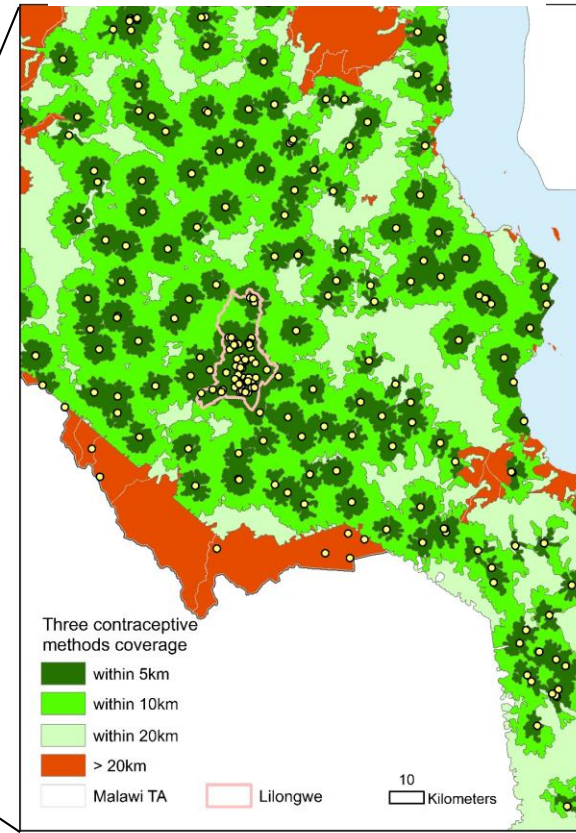 Three contraceptive
methods coverage
within 5km
within 10km
within 20km
> 20km
Malawi TA
Lilongwe
10
Kilometers